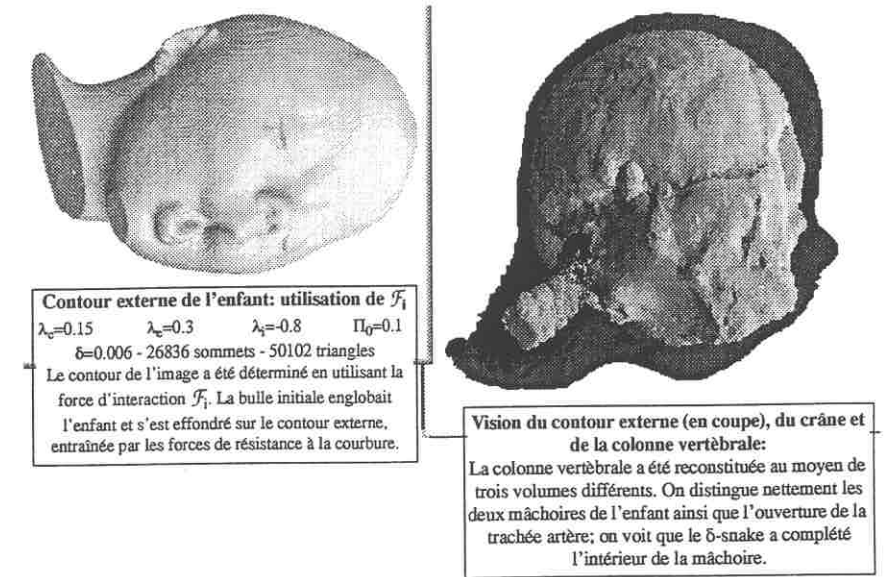 Contour externe de l'enfant: utilisation de ℱi
λc=0.15 λe=0.3 λi=-0.8 Π0=0.1
δ=0.006 - 26836 sommets - 50102 triangles
Le contour de l'image a été déterminé en utilisant la
force d'interaction ℱi. La bulle initiale englobait
l'enfant et s'est effondré sur le contour externe,
entraînée par les forces de résistance à la courbure.
Vision du contour externe (en coupe), du crâne et
de la colonne vertèbrale:
La colonne vertèbrale a été reconstituée au moyen de
trois volumes différents. On distingue nettement les
deux mâchoires de l'enfant ainsi que l'ouverture de la
trachée artère; on voit que le δ-snake a complété
l'intérieur de la mâchoire.